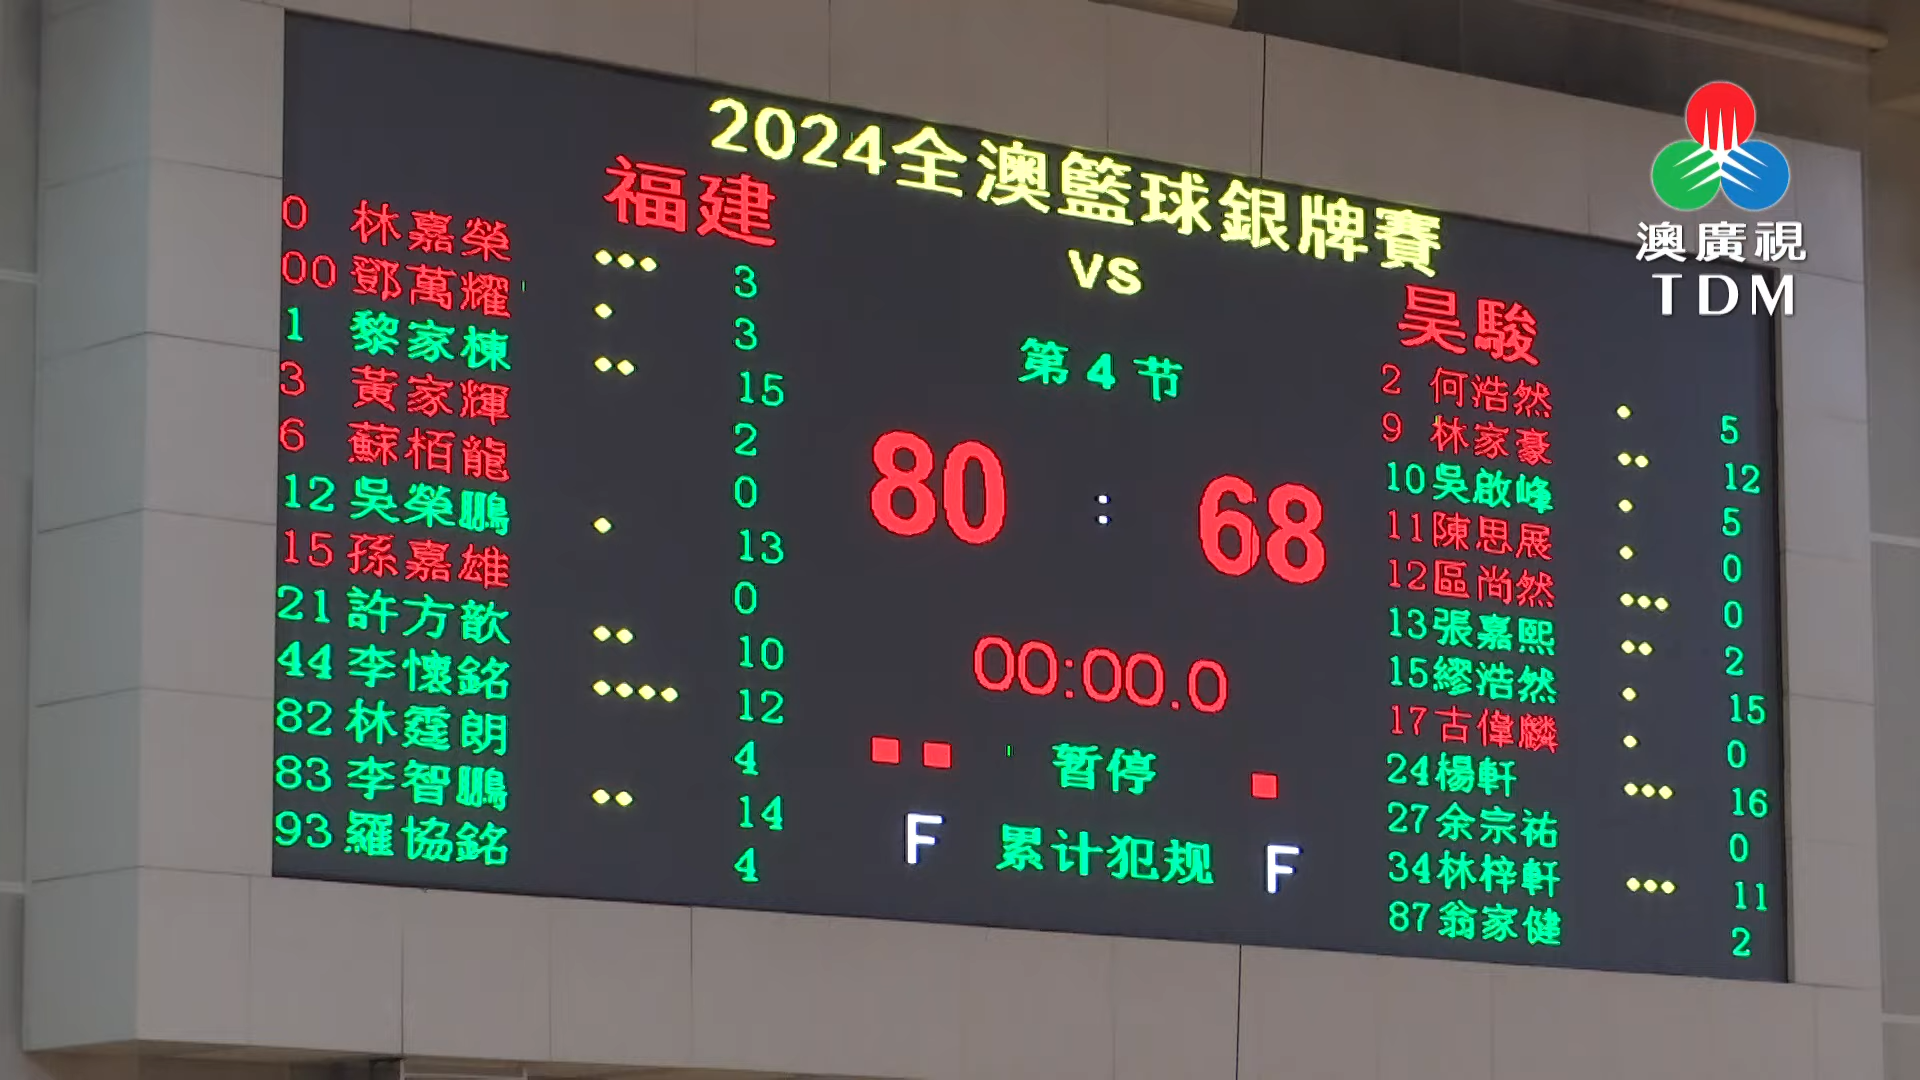 2024全澳籃球銀牌賽
福建
VS
昊駿
0 林嘉榮 3
00 鄧萬耀 3
1 黎家棟 15
3 黃家輝 2
6 蘇栢龍 0
12 吳榮鵬 13
15 孫嘉雄 0
21 許方歆 10
44 李懷銘 12
82 林霆朗 4
83 李智鵬 14
93 羅協銘 4
第4节
80 : 68
00:00.0
暂停
F 累计犯规 F
2 何浩然 5
9 林家豪 12
10 吳啟峰 5
11 陳思展 0
12 區尚然 0
13 張嘉熙 2
15 繆浩然 15
17 古偉麟 0
24 楊軒 16
27 余宗祐 0
34 林梓軒 11
87 翁家健 2
澳廣視
TDM